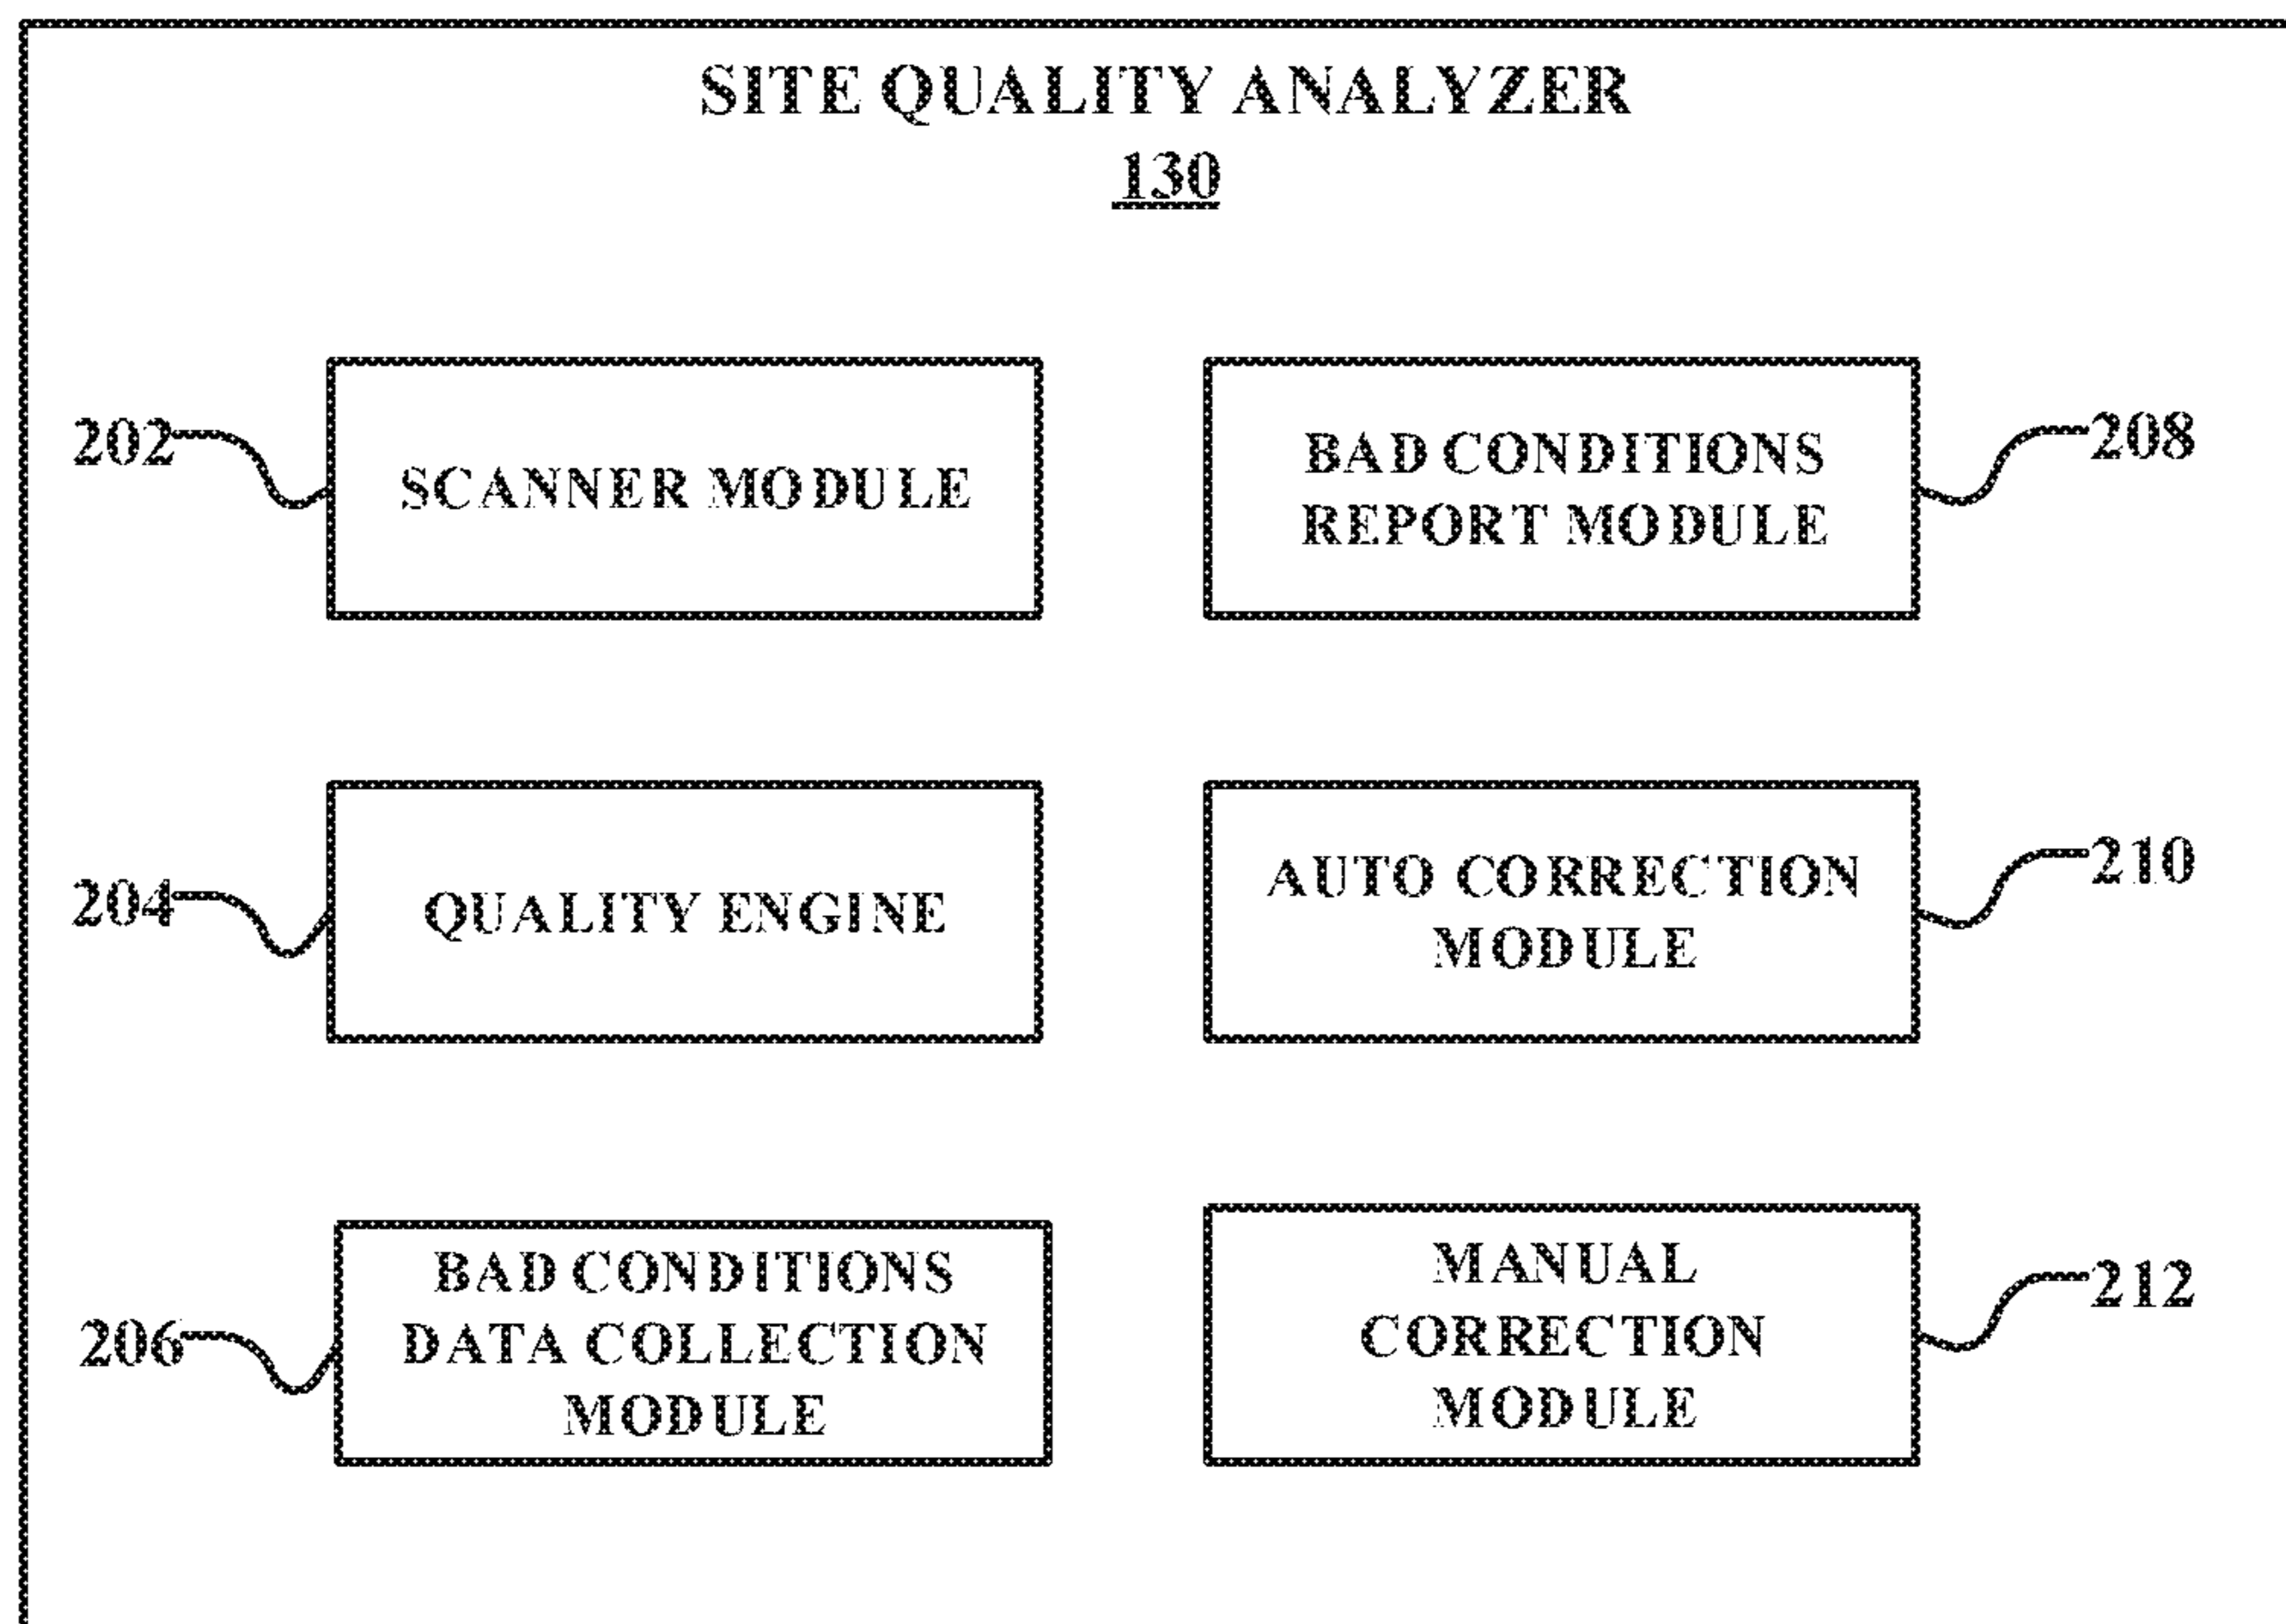 SITE QUALITY ANALYZER
130
202
SCANNER MODULE
BAD CONDITIONS
REPORT MODULE
208
204
QUALITY ENGINE
AUTO CORRECTION
MODULE
210
206
BAD CONDITIONS
DATA COLLECTION
MODULE
MANUAL
CORRECTION
MODULE
212